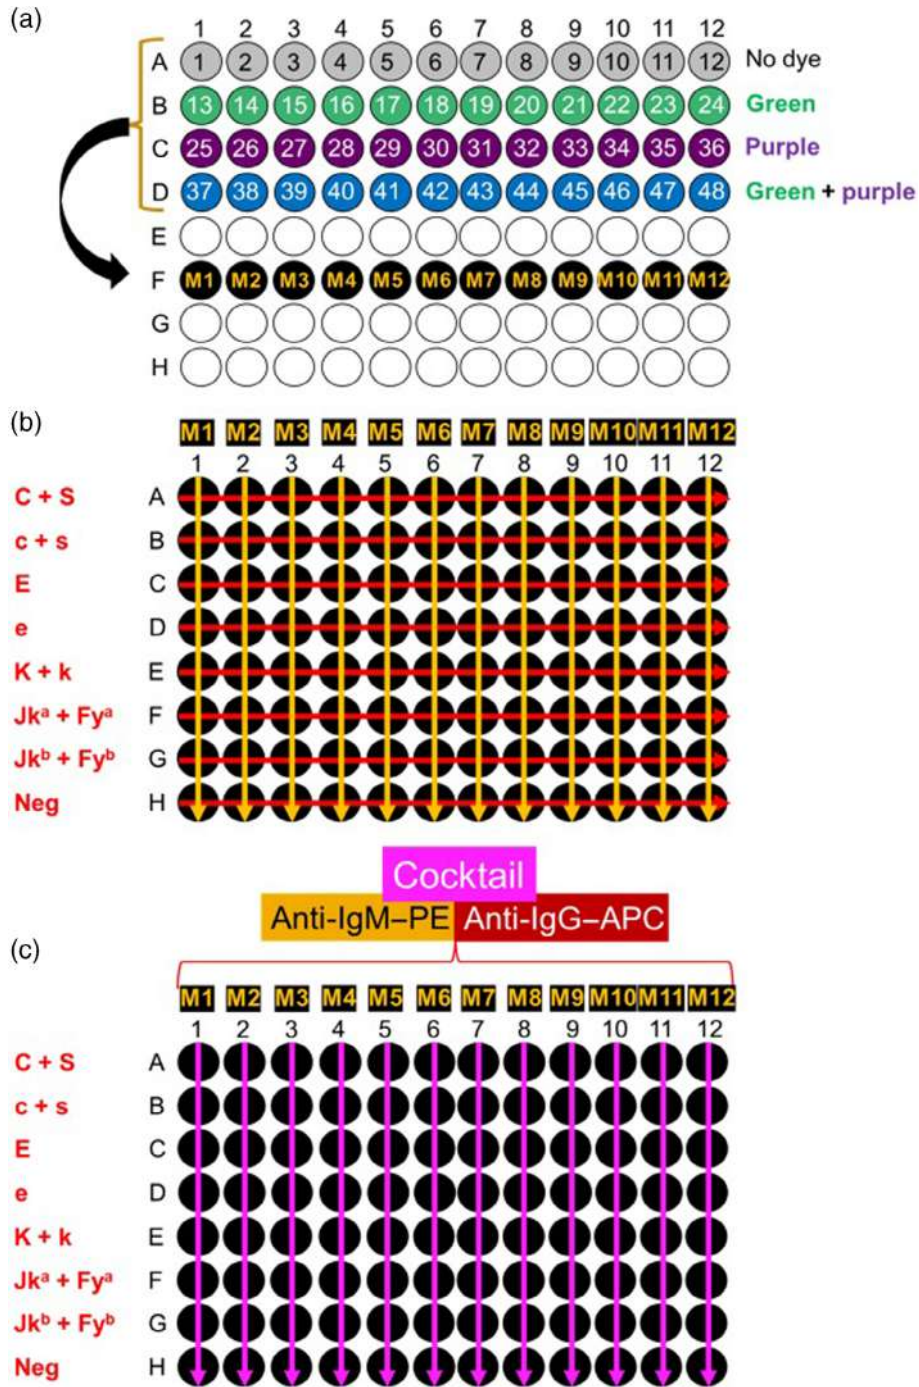 (a)
1 2 3 4 5 6 7 8 9 10 11 12
A 1 2 3 4 5 6 7 8 9 10 11 12 No dye
B 13 14 15 16 17 18 19 20 21 22 23 24 Green
C 25 26 27 28 29 30 31 32 33 34 35 36 Purple
D 37 38 39 40 41 42 43 44 45 46 47 48 Green + purple
E
F M1 M2 M3 M4 M5 M6 M7 M8 M9 M10 M11 M12
G
H
(b)
M1 M2 M3 M4 M5 M6 M7 M8 M9 M10 M11 M12
1 2 3 4 5 6 7 8 9 10 11 12
C + S A
c + s B
E C
e D
K + k E
Jkᵃ + Fyᵃ F
Jkᵇ + Fyᵇ G
Neg H
Cocktail
Anti-IgM–PE Anti-IgG–APC
(c)
M1 M2 M3 M4 M5 M6 M7 M8 M9 M10 M11 M12
1 2 3 4 5 6 7 8 9 10 11 12
C + S A
c + s B
E C
e D
K + k E
Jkᵃ + Fyᵃ F
Jkᵇ + Fyᵇ G
Neg H